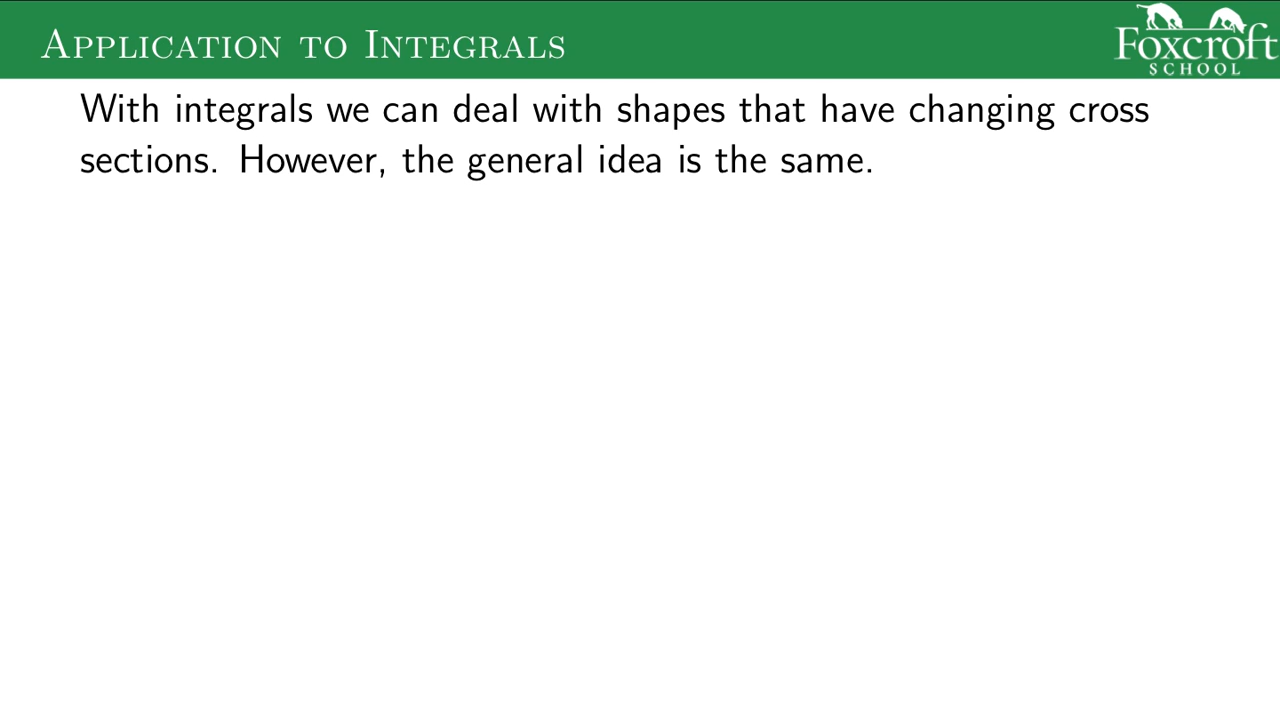 Application to Integrals
Foxcroft
SCHOOL
With integrals we can deal with shapes that have changing cross
sections. However, the general idea is the same.